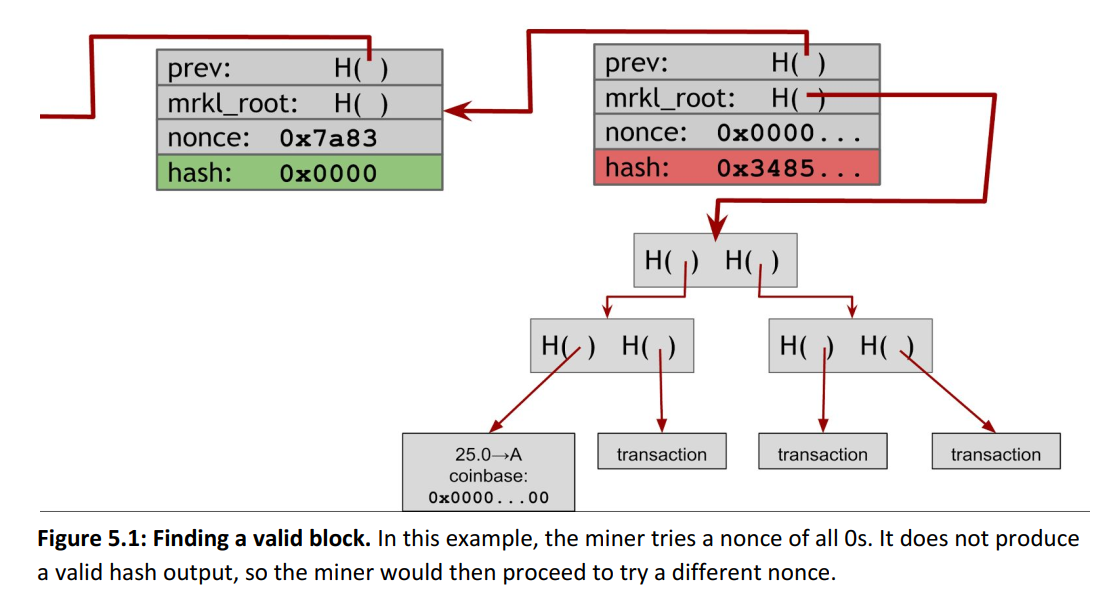 prev: H( )
mrkl_root: H( )
nonce: 0x7a83
hash: 0x0000
prev: H( )
mrkl_root: H( )
nonce: 0x0000...
hash: 0x3485...
H( ) H( )
H( ) H( )
H( ) H( )
25.0→A
coinbase:
0x0000...00
transaction
transaction
transaction
Figure 5.1: Finding a valid block. In this example, the miner tries a nonce of all 0s. It does not produce
a valid hash output, so the miner would then proceed to try a different nonce.